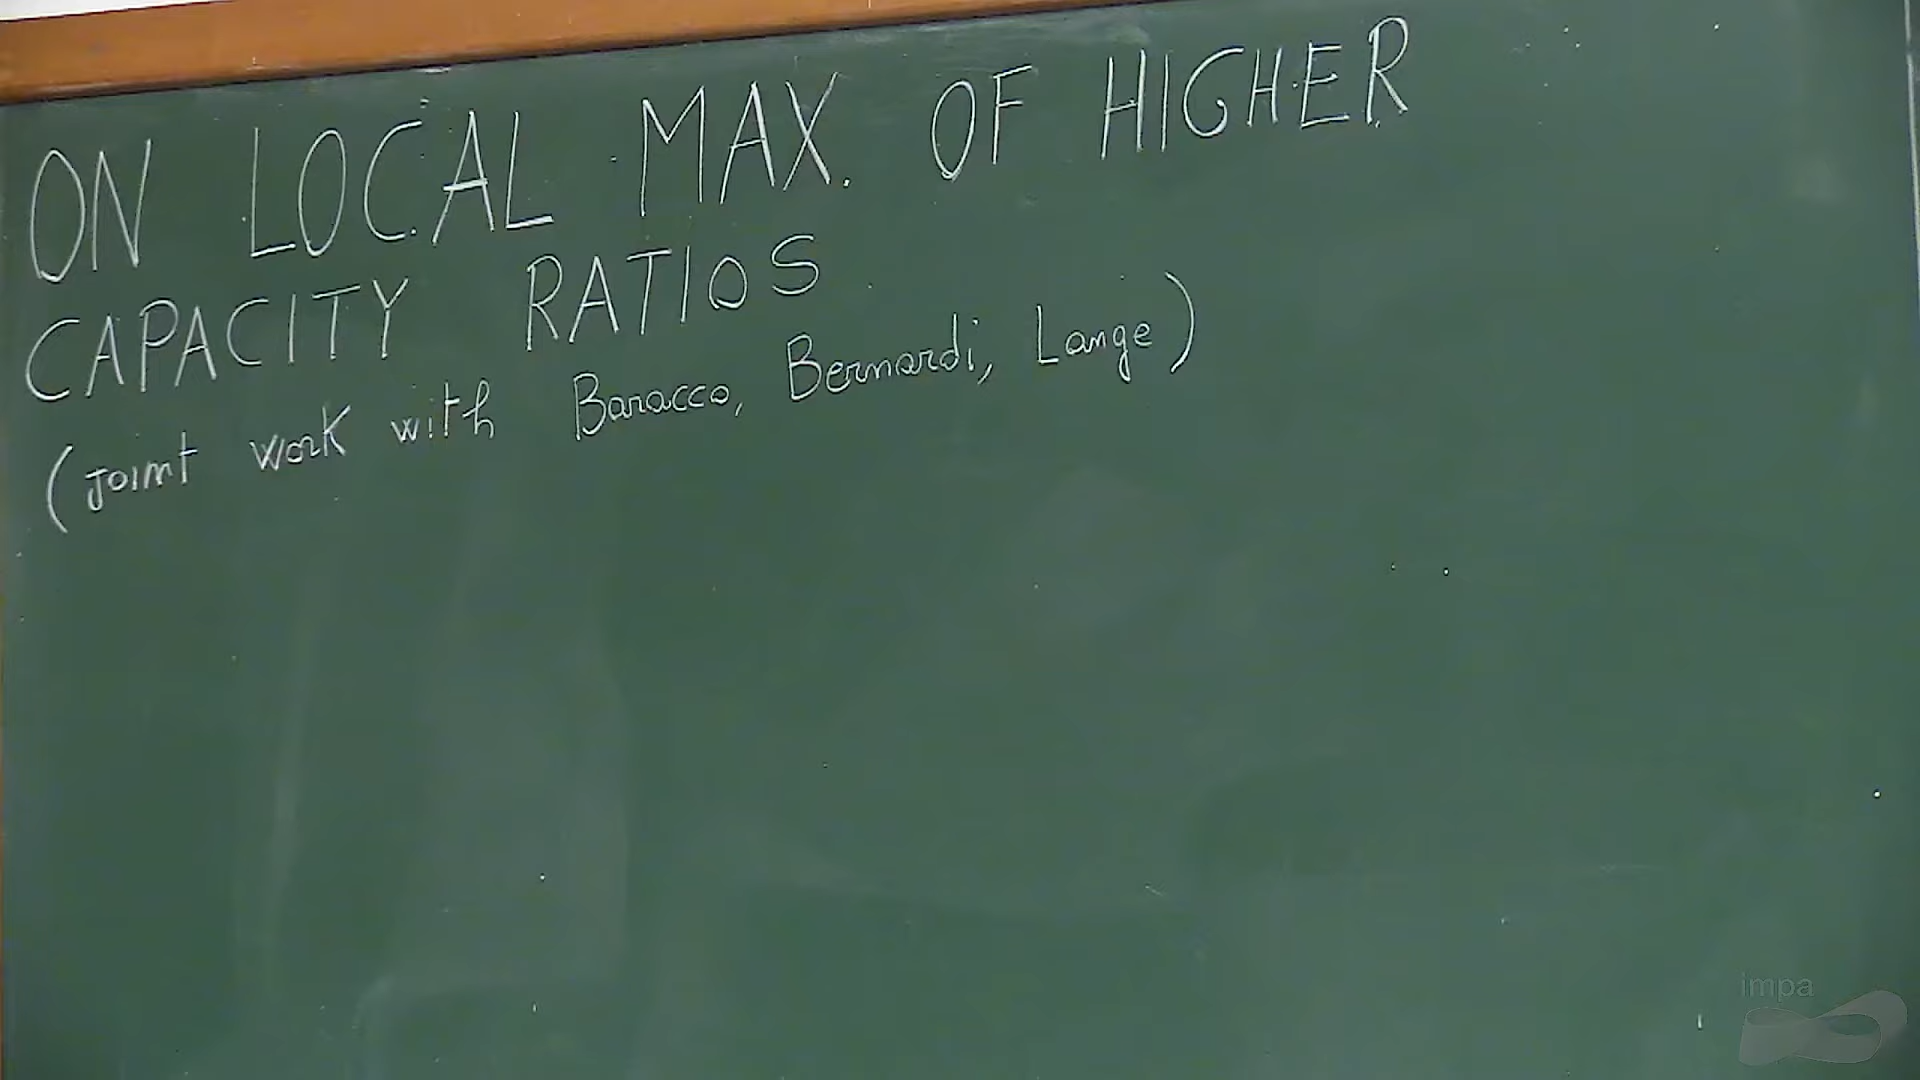 ON LOCAL MAX. OF HIGHER
CAPACITY RATIOS
(joint work with Baracco, Bernardi, Lange)
impa